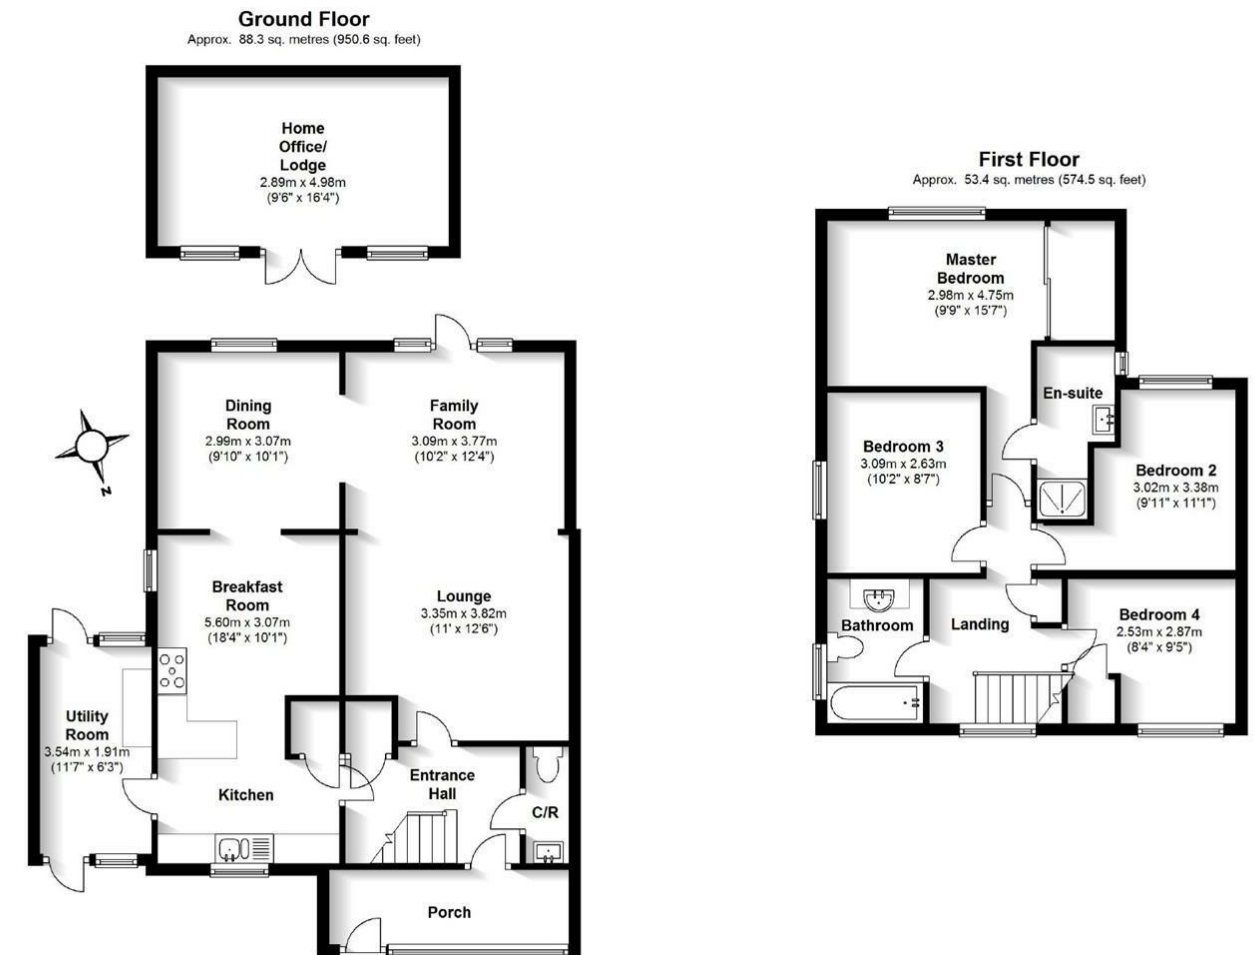 Ground Floor
Approx. 88.3 sq. metres (950.6 sq. feet)
Home
Office/
Lodge
2.89m x 4.98m
(9'6" x 16'4")
Dining
Room
2.99m x 3.07m
(9'10" x 10'1")
Family
Room
3.09m x 3.77m
(10'2" x 12'4")
N
Breakfast
Room
5.60m x 3.07m
(18'4" x 10'1")
Lounge
3.35m x 3.82m
(11' x 12'6")
Utility
Room
3.54m x 1.91m
(11'7" x 6'3")
Kitchen
Entrance
Hall
C/R
Porch
First Floor
Approx. 53.4 sq. metres (574.5 sq. feet)
Master
Bedroom
2.98m x 4.75m
(9'9" x 15'7")
En-suite
Bedroom 3
3.09m x 2.63m
(10'2" x 8'7")
Bedroom 2
3.02m x 3.38m
(9'11" x 11'1")
Bathroom
Landing
Bedroom 4
2.53m x 2.87m
(8'4" x 9'5")